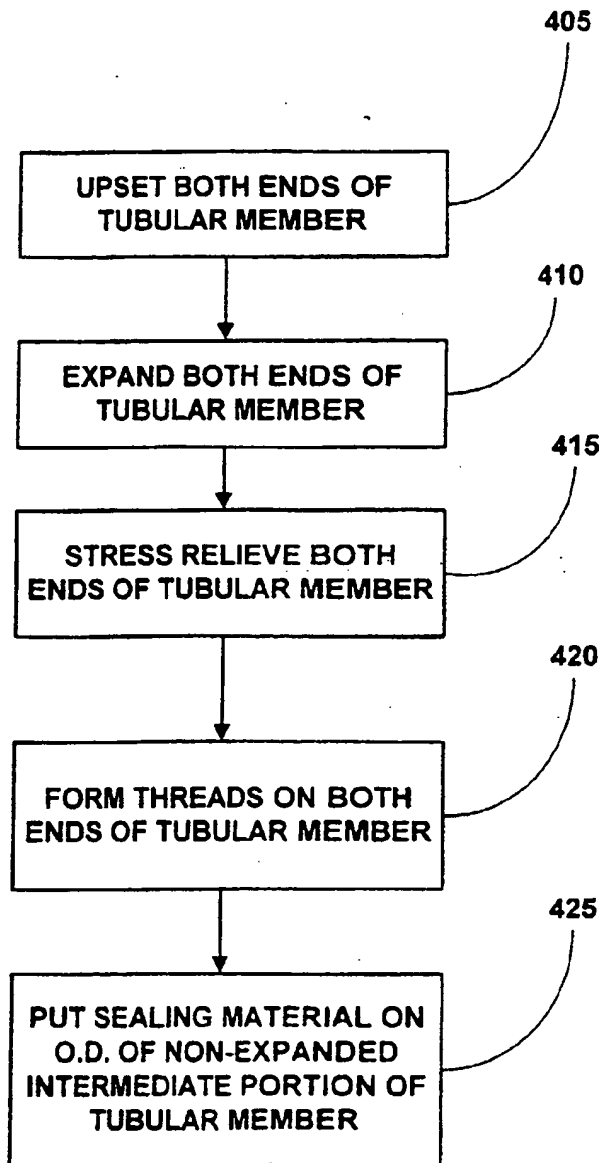 405
UPSET BOTH ENDS OF
TUBULAR MEMBER
410
EXPAND BOTH ENDS OF
TUBULAR MEMBER
415
STRESS RELIEVE BOTH
ENDS OF TUBULAR MEMBER
420
FORM THREADS ON BOTH
ENDS OF TUBULAR MEMBER
425
PUT SEALING MATERIAL ON
O.D. OF NON-EXPANDED
INTERMEDIATE PORTION OF
TUBULAR MEMBER